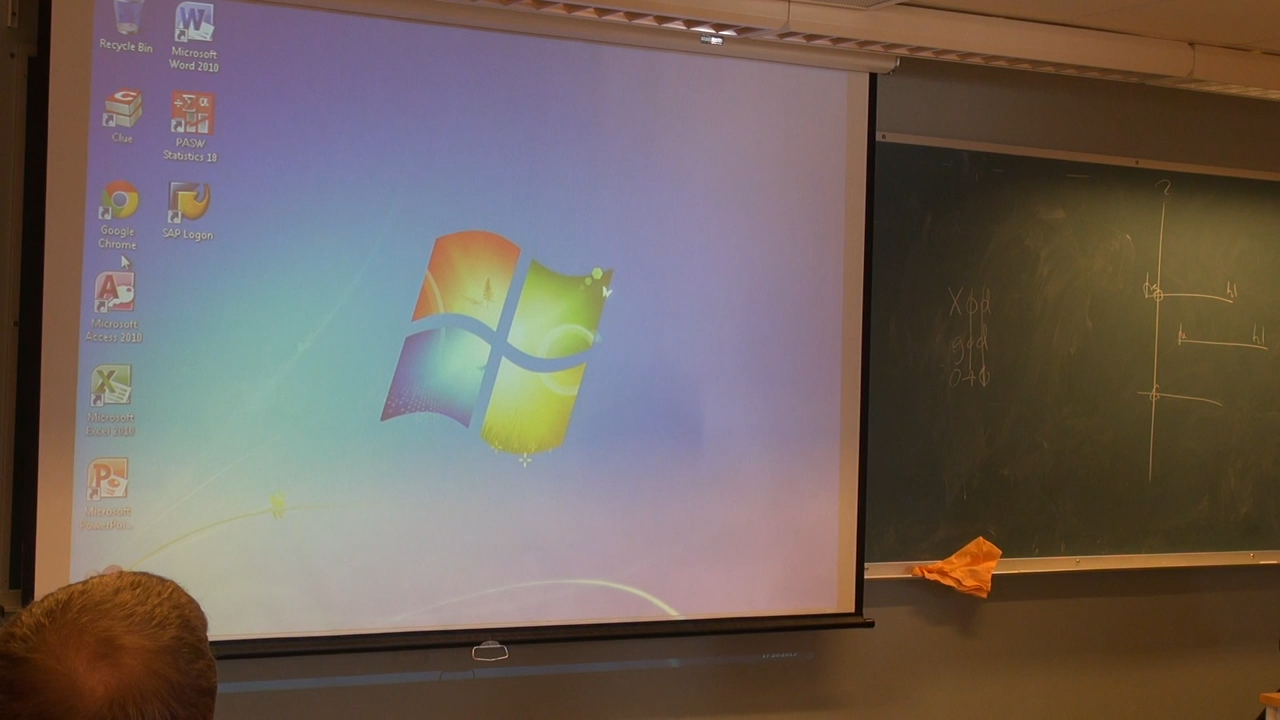 Recycle Bin
Microsoft
Word 2010
Clue
PASW
Statistics 18
Google
Chrome
SAP Logon
Microsoft
Access 2010
Microsoft
Excel 2010
Microsoft
PowerPoi...